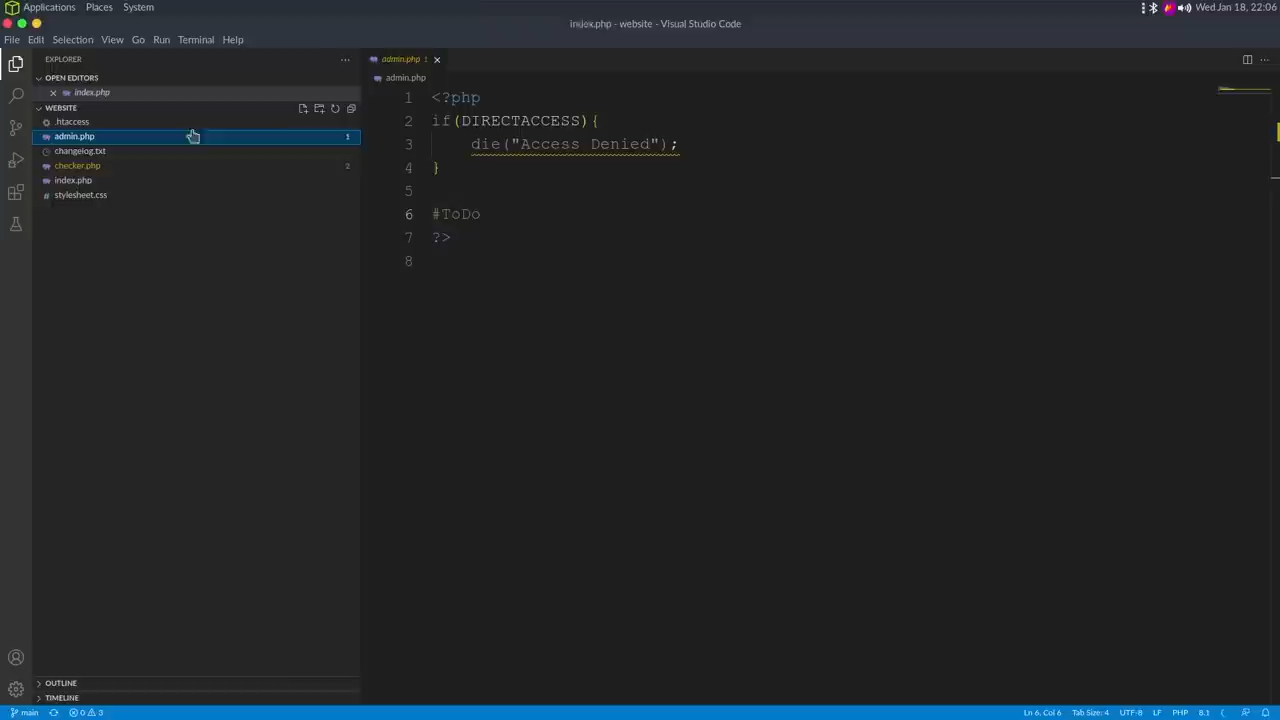 Applications Places System
Wed Jan 18, 22:06
index.php - website - Visual Studio Code
File Edit Selection View Go Run Terminal Help
EXPLORER
OPEN EDITORS
index.php
WEBSITE
.htaccess
admin.php 1
changelog.txt
checker.php 2
index.php
# stylesheet.css
OUTLINE
TIMELINE
admin.php 1
admin.php
1 <?php
2 if(DIRECTACCESS){
3 die("Access Denied");
4 }
5
6 #ToDo
7 ?>
8
main 0 3 Ln 6, Col 6 Tab Size: 4 UTF-8 LF PHP 8.1